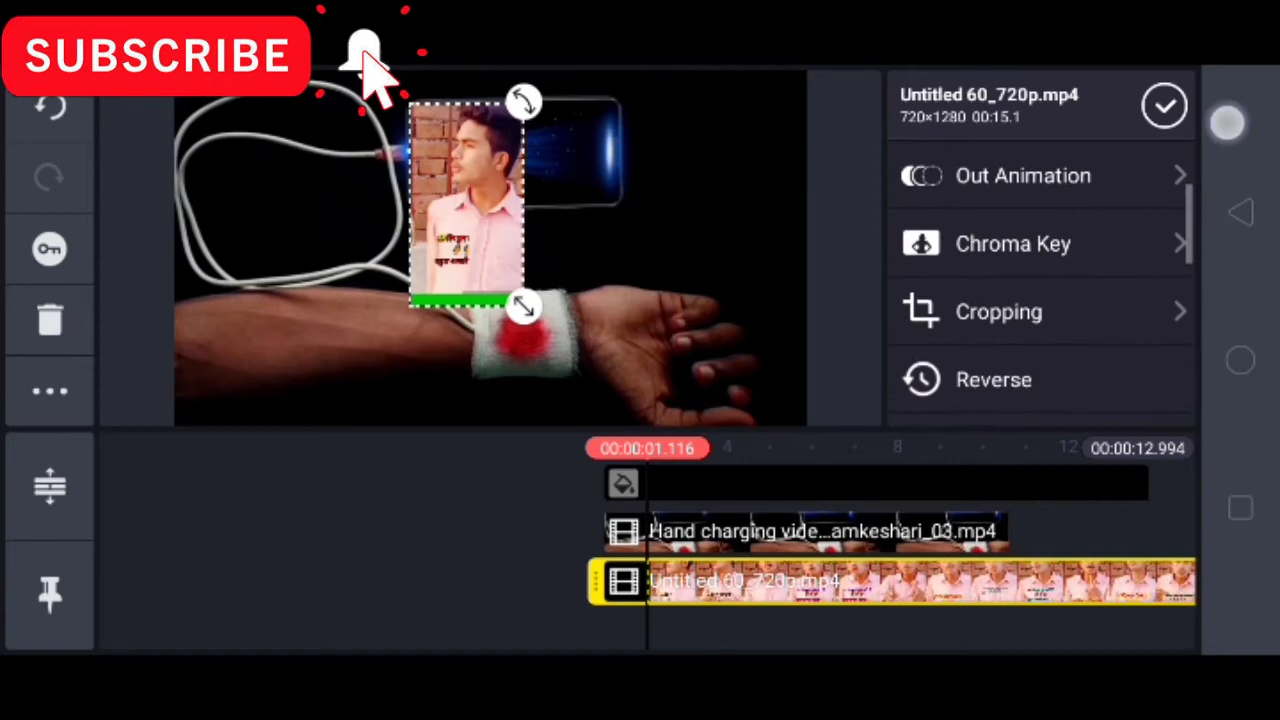 SUBSCRIBE
Untitled 60_720p.mp4
720×1280 00:15.1
Out Animation
Chroma Key
Cropping
Reverse
00:00:01.116 4 8 12 00:00:12.994
Hand charging vide...amkeshari_03.mp4
Untitled 60_720p.mp4